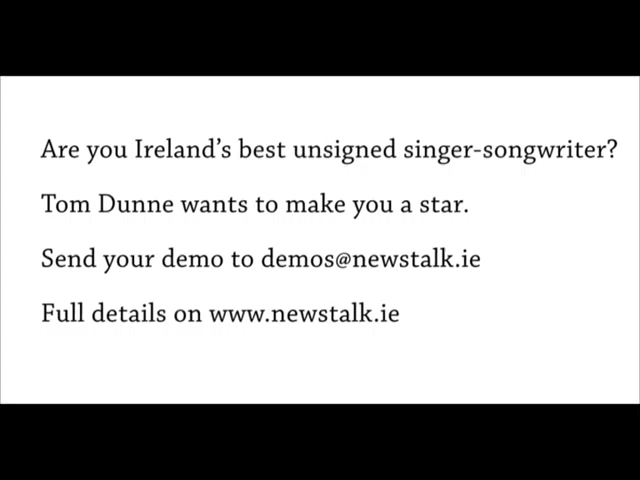 Are you Ireland's best unsigned singer-songwriter?
Tom Dunne wants to make you a star.
Send your demo to demos@newstalk.ie
Full details on www.newstalk.ie